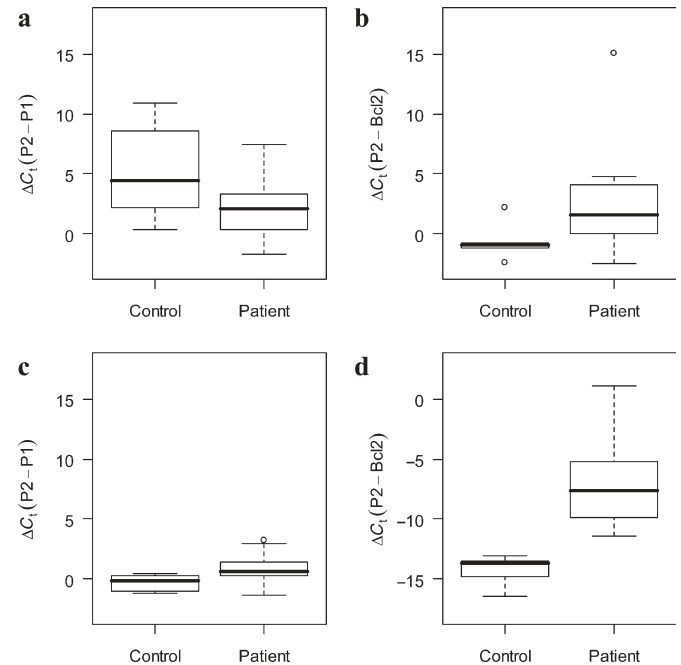 a
ΔCt(P2−P1)
15
10
5
0
Control Patient
b
ΔCt(P2−Bcl2)
15
10
5
0
Control Patient
c
ΔCt(P2−P1)
15
10
5
0
Control Patient
d
ΔCt(P2−Bcl2)
0
−5
−10
−15
Control Patient